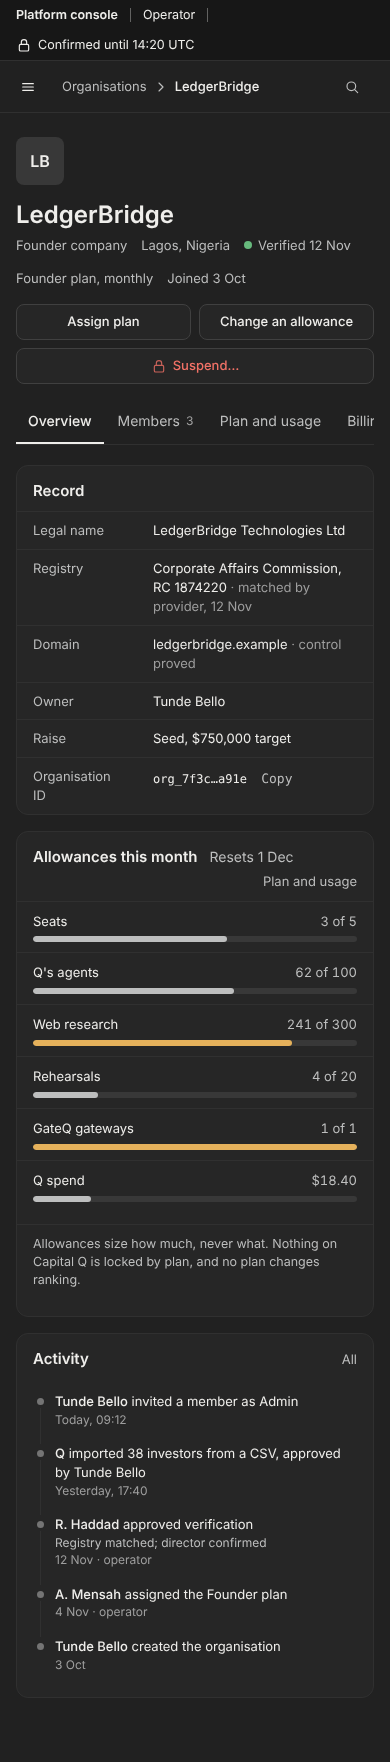 Platform console Operator
Confirmed until 14:20 UTC
Organisations LedgerBridge
LB
LedgerBridge
Founder company Lagos, Nigeria Verified 12 Nov
Founder plan, monthly Joined 3 Oct
Assign plan Change an allowance
Suspend...
Overview Members 3 Plan and usage Billin
Record
Legal name LedgerBridge Technologies Ltd
Registry Corporate Affairs Commission,
RC 1874220 · matched by
provider, 12 Nov
Domain ledgerbridge.example · control
proved
Owner Tunde Bello
Raise Seed, $750,000 target
Organisation org_7f3c…a91e Copy
ID
Allowances this month Resets 1 Dec
Plan and usage
Seats 3 of 5
Q's agents 62 of 100
Web research 241 of 300
Rehearsals 4 of 20
GateQ gateways 1 of 1
Q spend $18.40
Allowances size how much, never what. Nothing on
Capital Q is locked by plan, and no plan changes
ranking.
Activity All
Tunde Bello invited a member as Admin
Today, 09:12
Q imported 38 investors from a CSV, approved
by Tunde Bello
Yesterday, 17:40
R. Haddad approved verification
Registry matched; director confirmed
12 Nov · operator
A. Mensah assigned the Founder plan
4 Nov · operator
Tunde Bello created the organisation
3 Oct